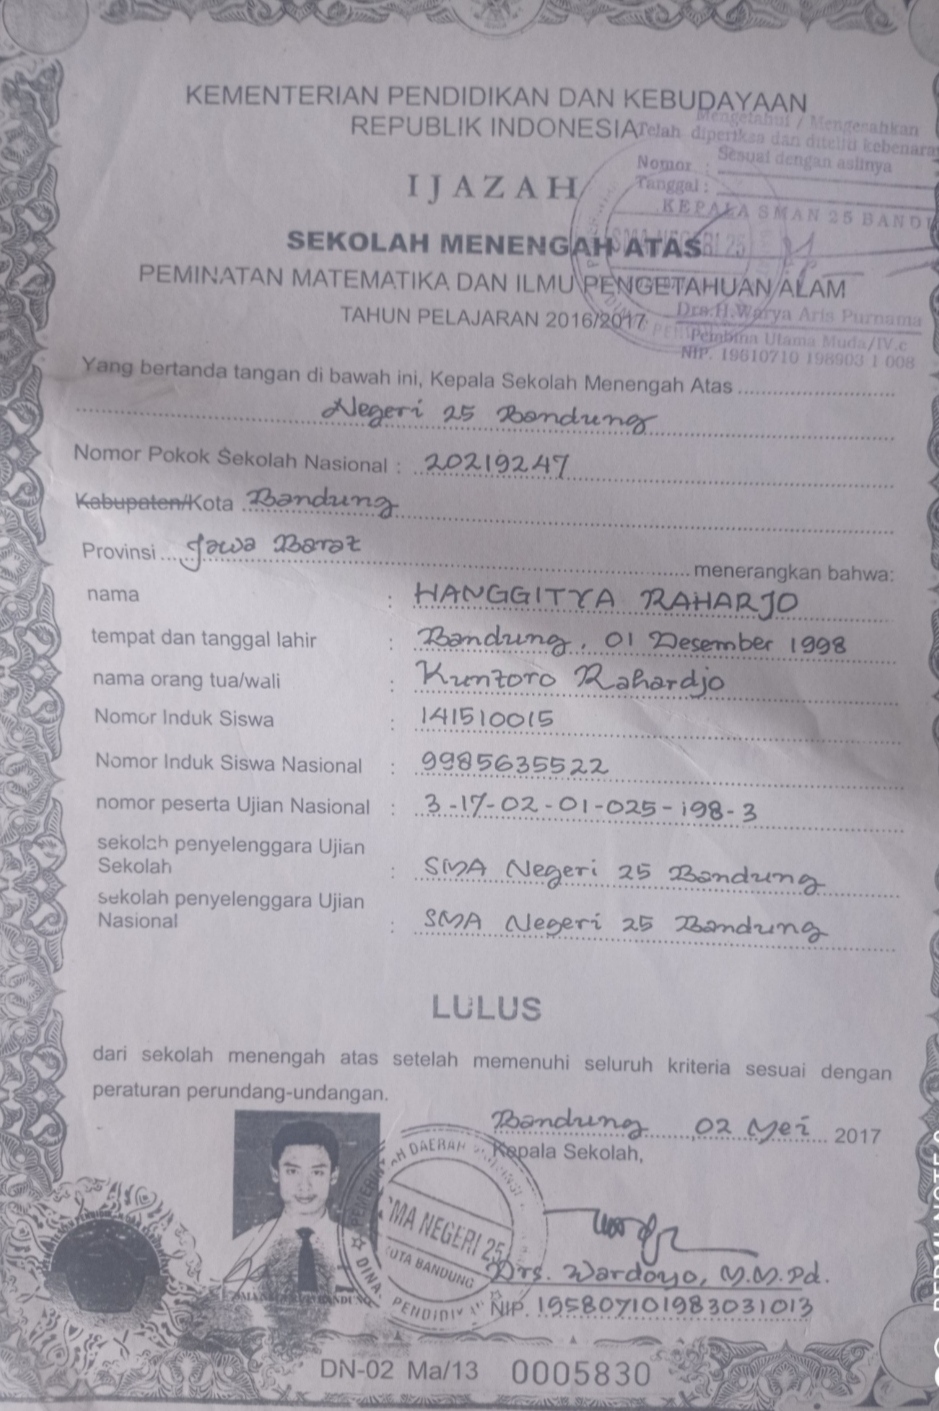 KEMENTERIAN PENDIDIKAN DAN KEBUDAYAAN
REPUBLIK INDONESIA
Mengetahui / Mengesahkan
Telah diperiksa dan diteliti kebenara
Sesuai dengan aslinya
Nomor :
Tanggal :
KEPALA SMAN 25 BAND
Drs.H.Warya Aris Purnama
Pembina Utama Muda/IV.c
NIP. 19610710 198903 1 008
IJAZAH
SEKOLAH MENENGAH ATAS
PEMINATAN MATEMATIKA DAN ILMU PENGETAHUAN ALAM
TAHUN PELAJARAN 2016/2017
Yang bertanda tangan di bawah ini, Kepala Sekolah Menengah Atas
Negeri 25 Bandung
Nomor Pokok Sekolah Nasional : 20219247
Kabupaten/Kota Bandung
Provinsi Jawa Barat menerangkan bahwa:
nama : HANGGITYA RAHARJO
tempat dan tanggal lahir : Bandung, 01 Desember 1998
nama orang tua/wali : Kuntoro Rahardjo
Nomor Induk Siswa : 141510015
Nomor Induk Siswa Nasional : 9985635522
nomor peserta Ujian Nasional : 3-17-02-01-025-198-3
sekolah penyelenggara Ujian
Sekolah : SMA Negeri 25 Bandung
sekolah penyelenggara Ujian
Nasional : SMA Negeri 25 Bandung
LULUS
dari sekolah menengah atas setelah memenuhi seluruh kriteria sesuai dengan
peraturan perundang-undangan.
Bandung, 02 Mei 2017
Kepala Sekolah,
MA NEGERI 25
KOTA BANDUNG
Drs. Wardoyo, M.M.Pd.
NIP. 195807101983031013
DN-02 Ma/13 0005830